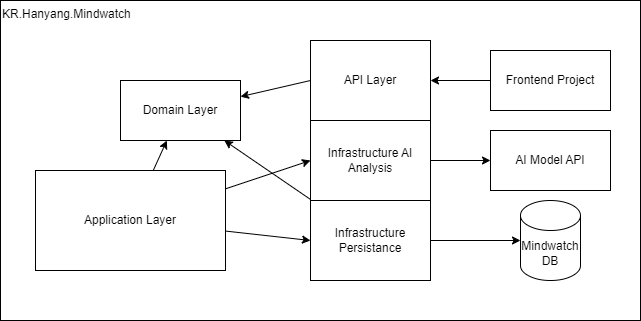 KR.Hanyang.Mindwatch
API Layer
Frontend Project
Domain Layer
Infrastructure AI
Analysis
AI Model API
Application Layer
Infrastructure
Persistance
Mindwatch
DB